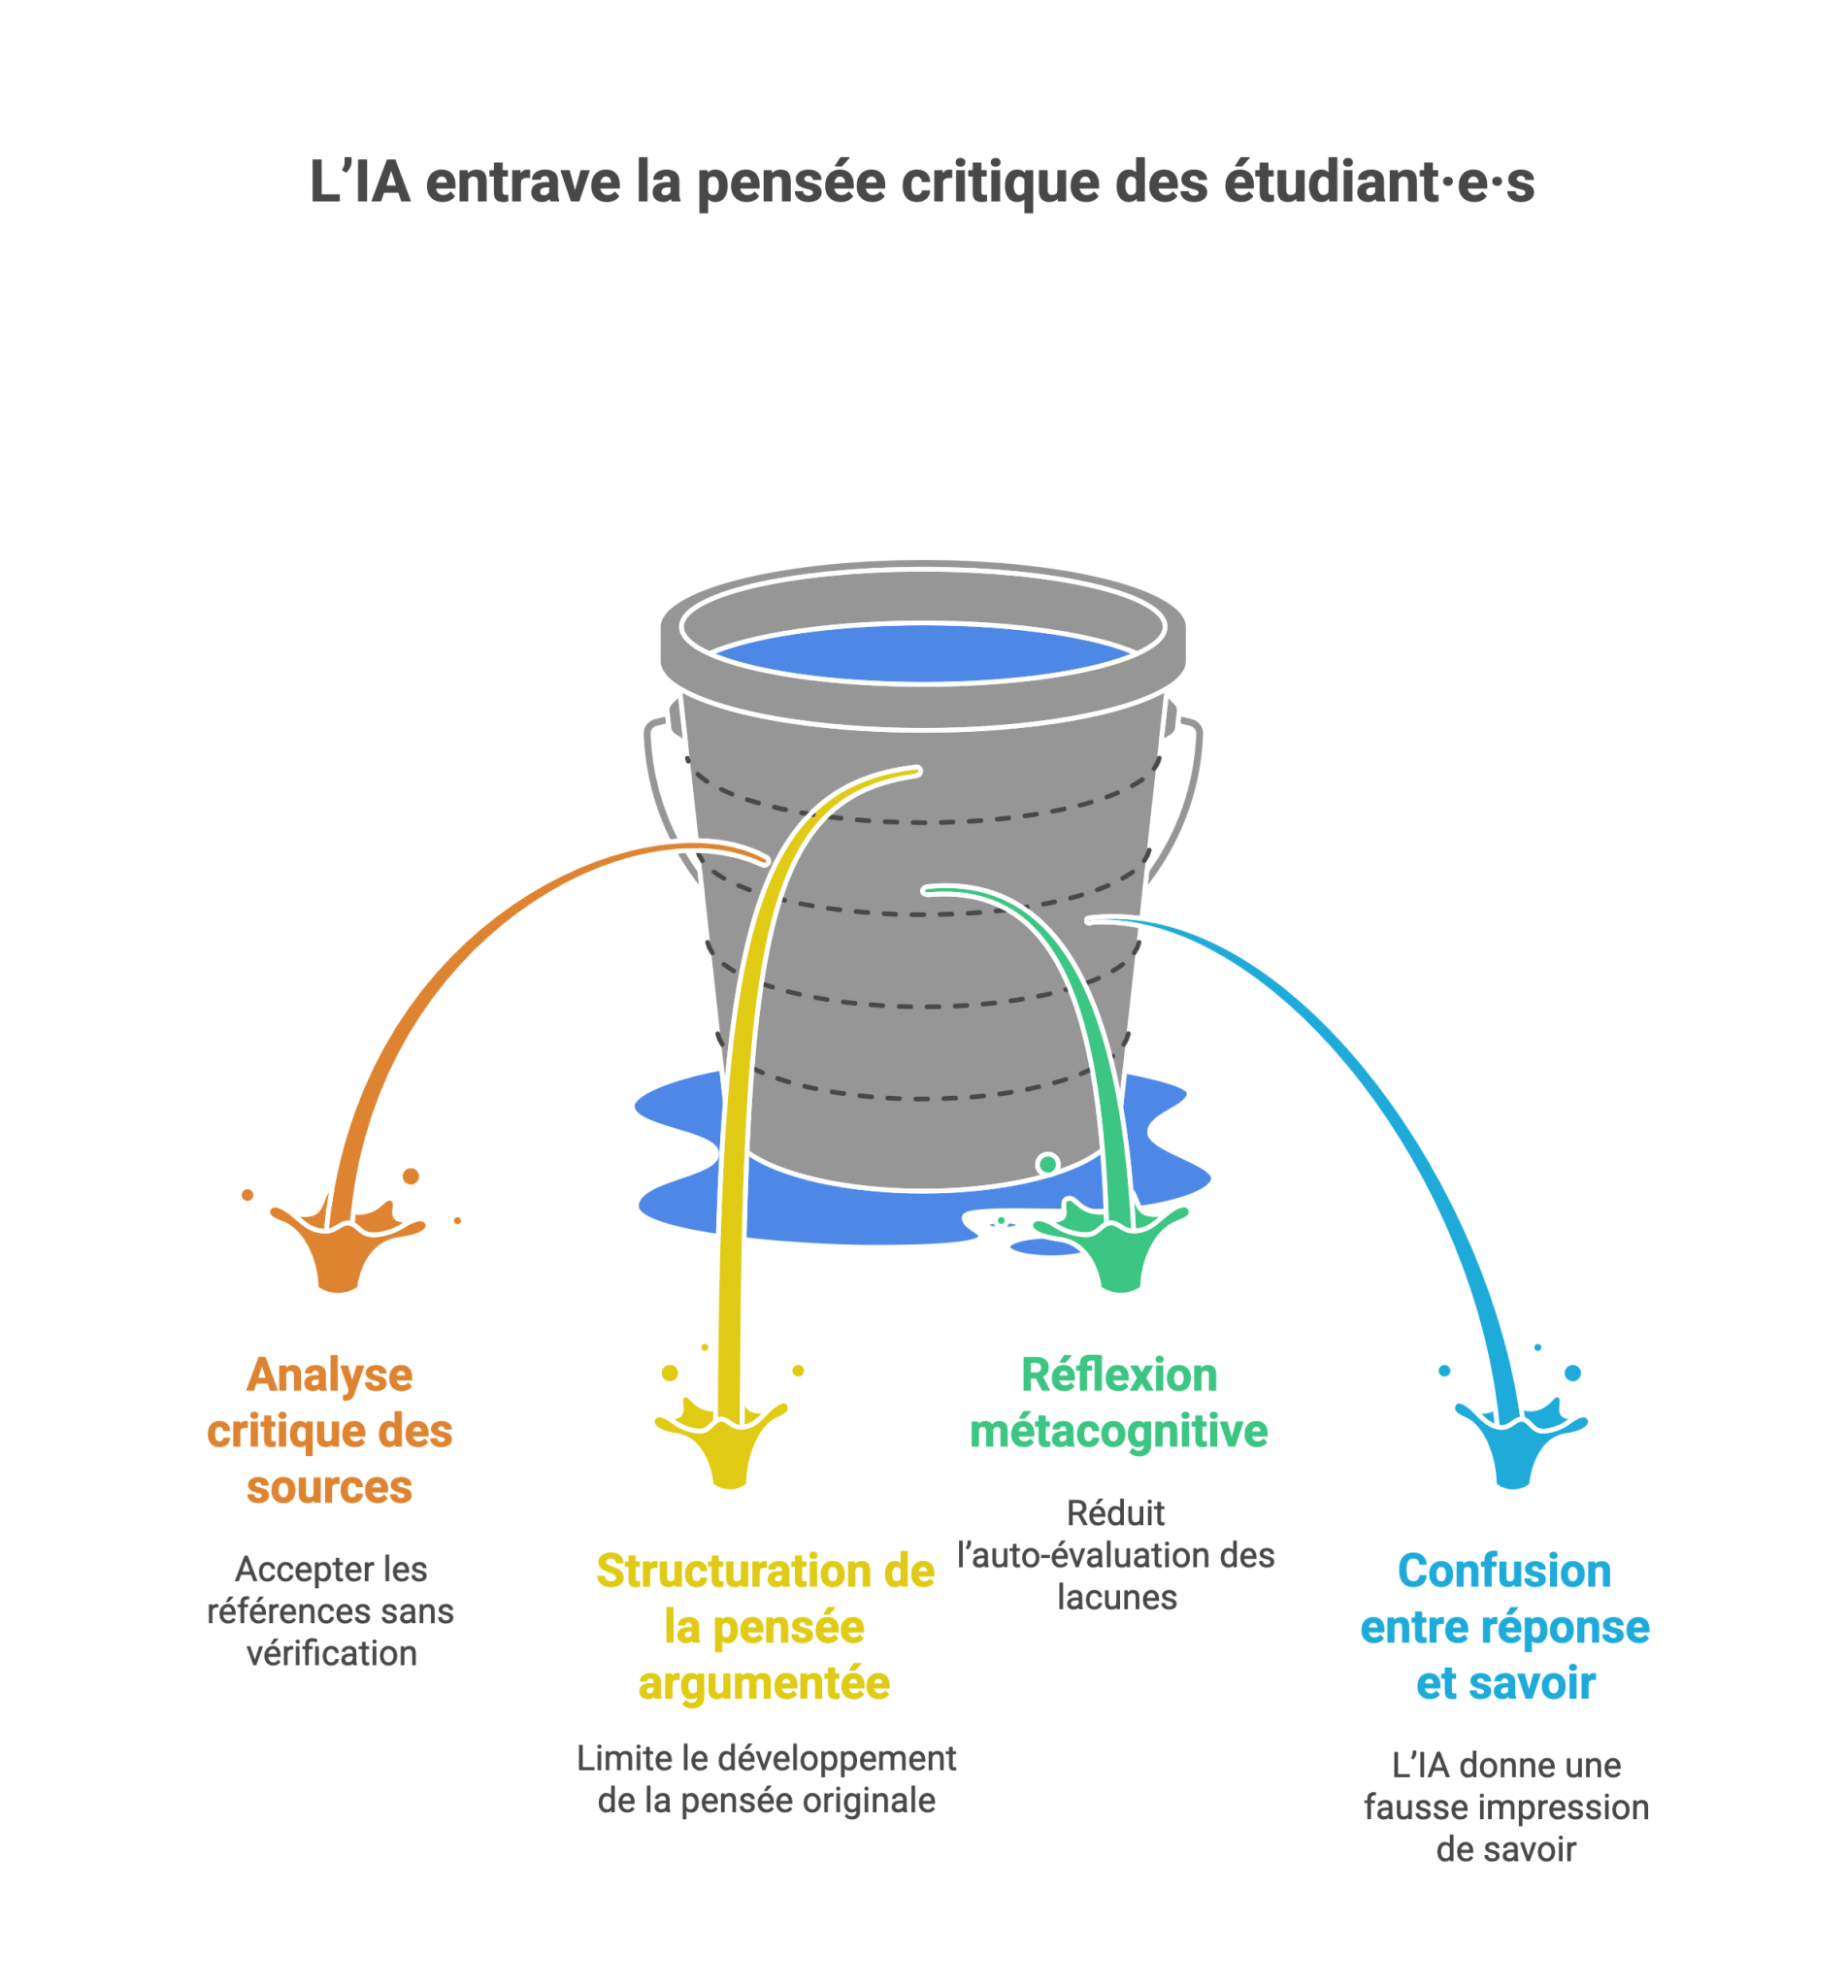 L’IA entrave la pensée critique des étudiant·e·s
Analyse
critique des
sources
Accepter les
références sans
vérification
Structuration de
la pensée
argumentée
Limite le développement
de la pensée originale
Réflexion
métacognitive
Réduit
l’auto-évaluation des
lacunes
Confusion
entre réponse
et savoir
L’IA donne une
fausse impression
de savoir